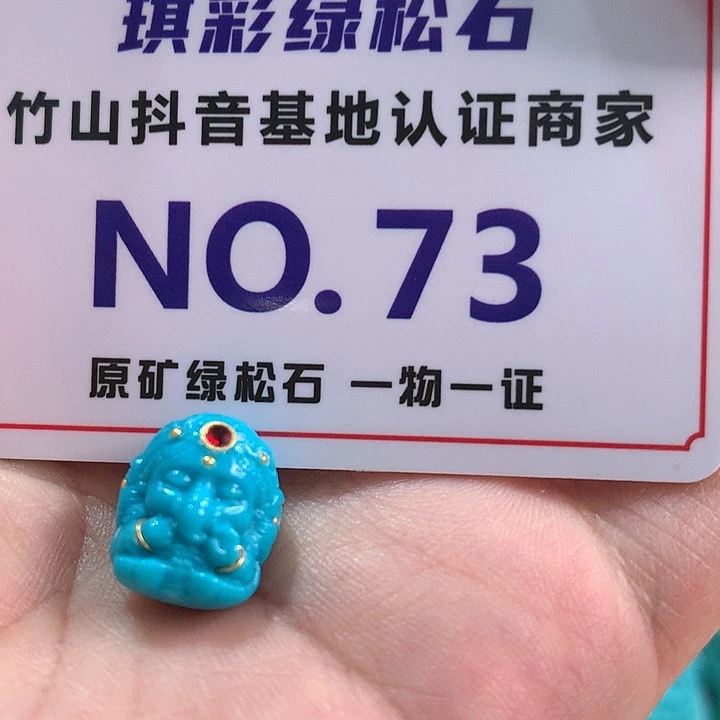 琪彩绿松石
竹山抖音基地认证商家
NO.73
原矿绿松石 一物一证